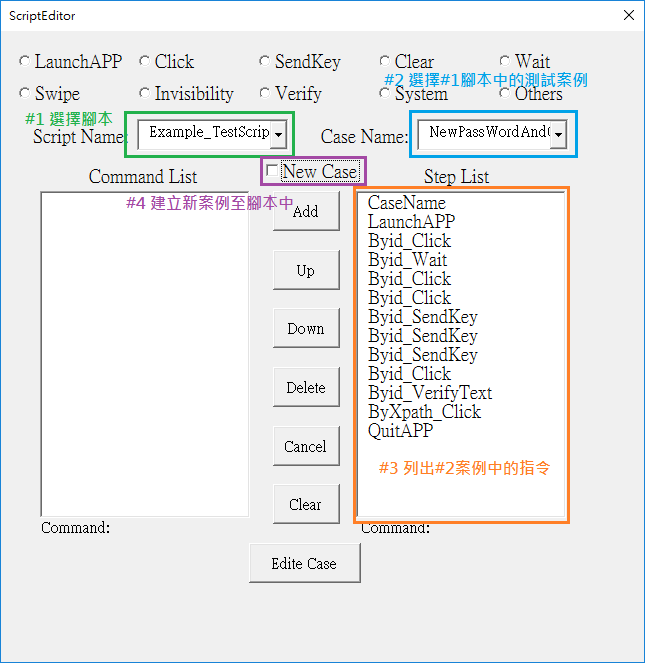 ScriptEditor
LaunchAPP Click SendKey Clear Wait
#2 選擇#1腳本中的測試案例
Swipe Invisibility Verify System Others
#1 選擇腳本
Script Name: Example_TestScrip Case Name: NewPassWordAnd
New Case
Command List Step List
#4 建立新案例至腳本中
Add
Up
Down
Delete
Cancel
Clear
CaseName
LaunchAPP
Byid_Click
Byid_Wait
Byid_Click
Byid_Click
Byid_SendKey
Byid_SendKey
Byid_SendKey
Byid_Click
Byid_VerifyText
ByXpath_Click
QuitAPP
#3 列出#2案例中的指令
Command: Command:
Edite Case